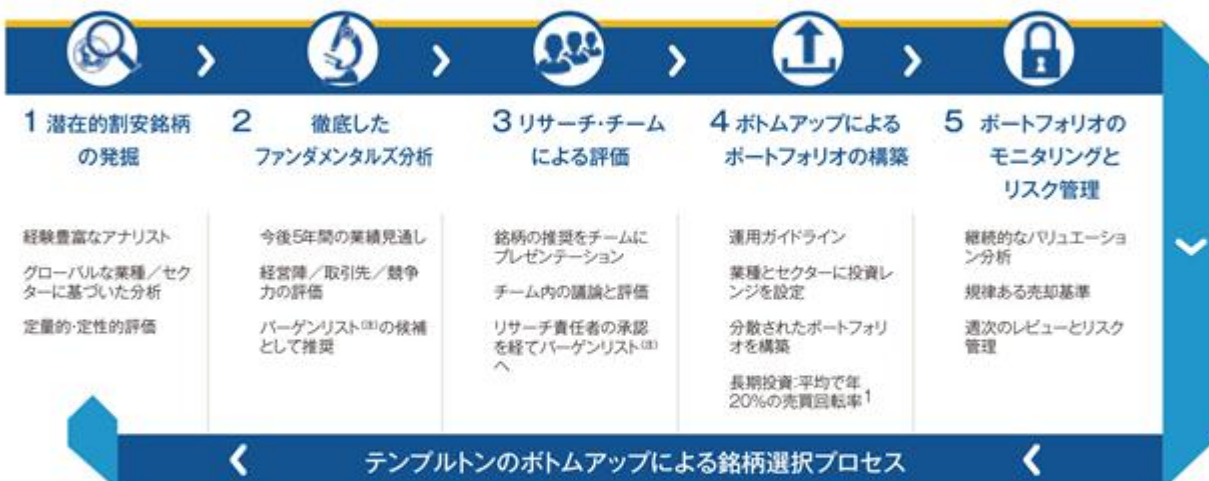 1 潜在的割安銘柄
の発掘
2 徹底した
ファンダメンタルズ分析
3 リサーチ・チーム
による評価
4 ボトムアップによる
ポートフォリオの構築
5 ポートフォリオの
モニタリングと
リスク管理
経験豊富なアナリスト
グローバルな業種／セク
ターに基づいた分析
定量的・定性的評価
今後5年間の業績見通し
経営陣／取引先／競争
力の評価
バーゲンリスト(注)の候補
として推奨
銘柄の推奨をチームに
プレゼンテーション
チーム内の議論と評価
リサーチ責任者の承認
を経てバーゲンリスト(注)
へ
運用ガイドライン
業種とセクターに投資レ
ンジを設定
分散されたポートフォリ
オを構築
長期投資:平均で年
20%の売買回転率1
継続的なバリュエーショ
ン分析
規律ある売却基準
週次のレビューとリスク
管理
テンプルトンのボトムアップによる銘柄選択プロセス